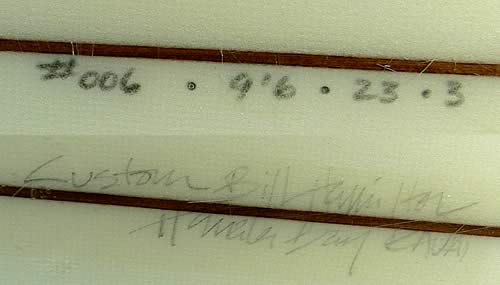 #006 • 9'6 • 23 • 3
Custom Bill Hamilton
Hanalei Bay KAUAI